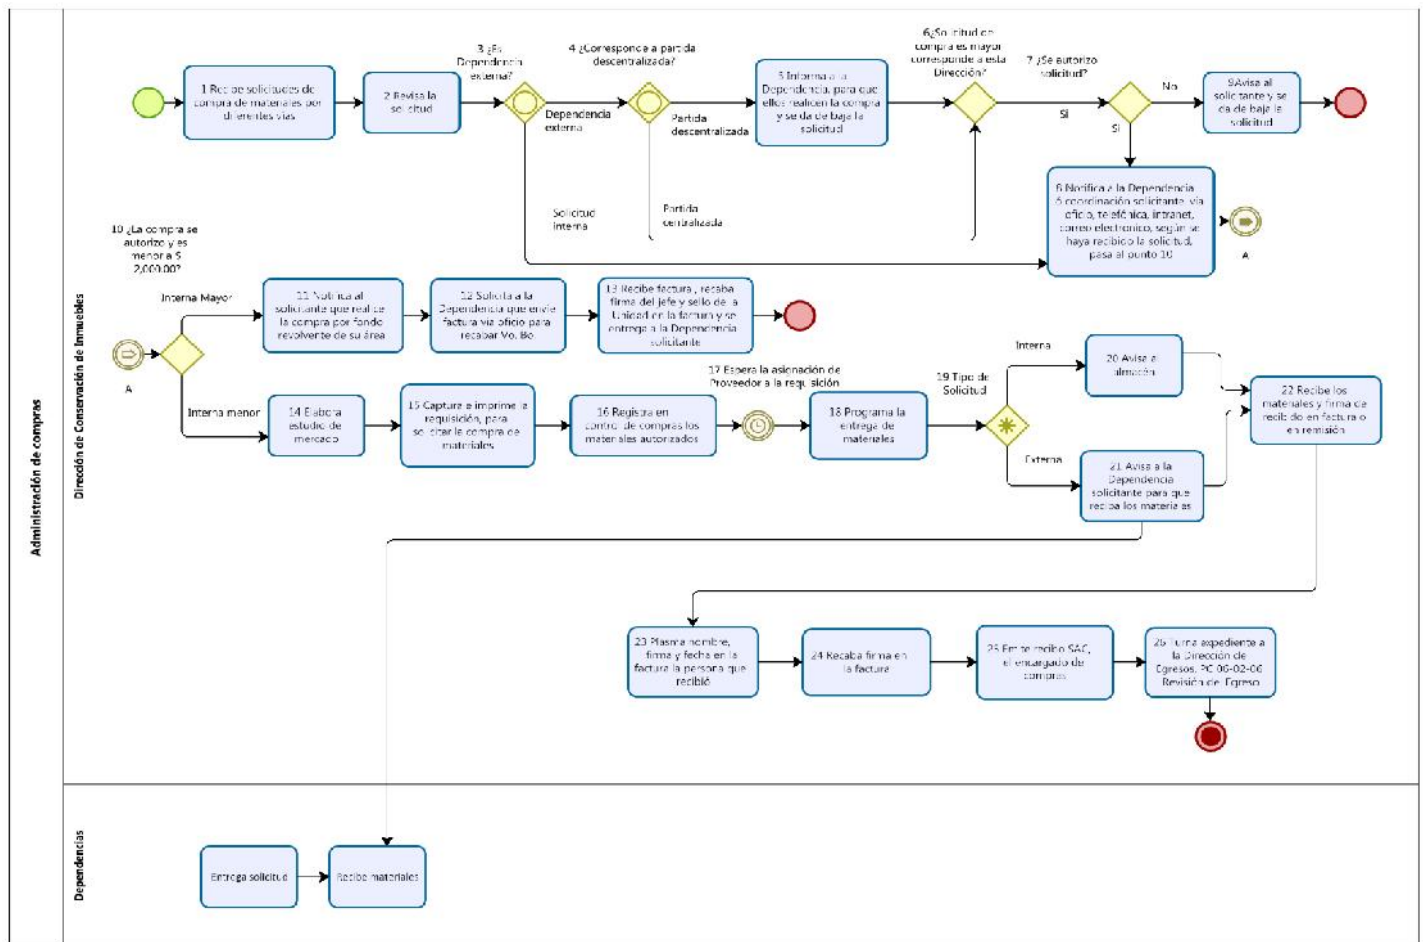 Administración de compras
Dirección de Conservación de Inmuebles
1 Recibe solicitudes de
compra de materiales por
diferentes vías
2 Revisa la
solicitud
3 ¿Es
Dependencia
externa?
Dependencia
externa
Solicitud
Interna
4 ¿Corresponde a partida
descentralizada?
Partida
descentralizada
Partida
centralizada
5 Informa a la
Dependencia, para que
ellos realicen la compra
y se da de baja la
solicitud
6 ¿Solicitud de
compra es mayor
corresponde a esta
Dirección?
Si
7 ¿Se autorizo
solicitud?
No
Si
9 Avisa al
solicitante y se
da de baja la
solicitud
8 Notifica a la Dependencia
ó coordinación solicitante, vía
oficio, telefónica, intranet,
correo electronico, según se
haya recibido la solicitud,
pasa al punto 10
A
10 ¿La compra se
autorizo y es
menor a $
2,000.00?
A
Interna Mayor
11 Notifica al
solicitante que realice
la compra por fondo
revolvente de su área
12 Solicita a la
Dependencia que envíe
factura vía oficio para
recabar Vo. Bo.
13 Recibe factura , recaba
firma del jefe y sello de la
Unidad en la factura y se
entrega a la Dependencia
solicitante
Interna menor
14 Elabora
estudio de
mercado
15 Captura e imprime la
requisición, para
solicitar la compra de
materiales
16 Registra en
control de compras los
materiales autorizados
17 Espera la asignación de
Proveedor a la requisición
18 Programa la
entrega de
materiales
19 Tipo de
Solicitud
Interna
20 Avisa al
almacén
Externa
21 Avisa a la
Dependencia
solicitante para que
reciba los materiales
22 Recibe los
materiales y firma de
recibido en factura o
en remisión
23 Plasma nombre,
firma y fecha en la
factura la persona que
recibió
24 Recaba firma en
la factura
25 Emite recibo SAC,
el encargado de
compras
26 Turna expediente a
la Dirección de
Egresos. PC 06-02-06
Revisión del Egreso
Dependencias
Entrega solicitud
Recibe materiales